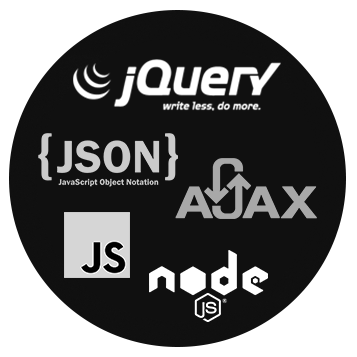 jQuery
write less, do more.
{JSON}
JavaScript Object Notation
AJAX
JS
node
JS®